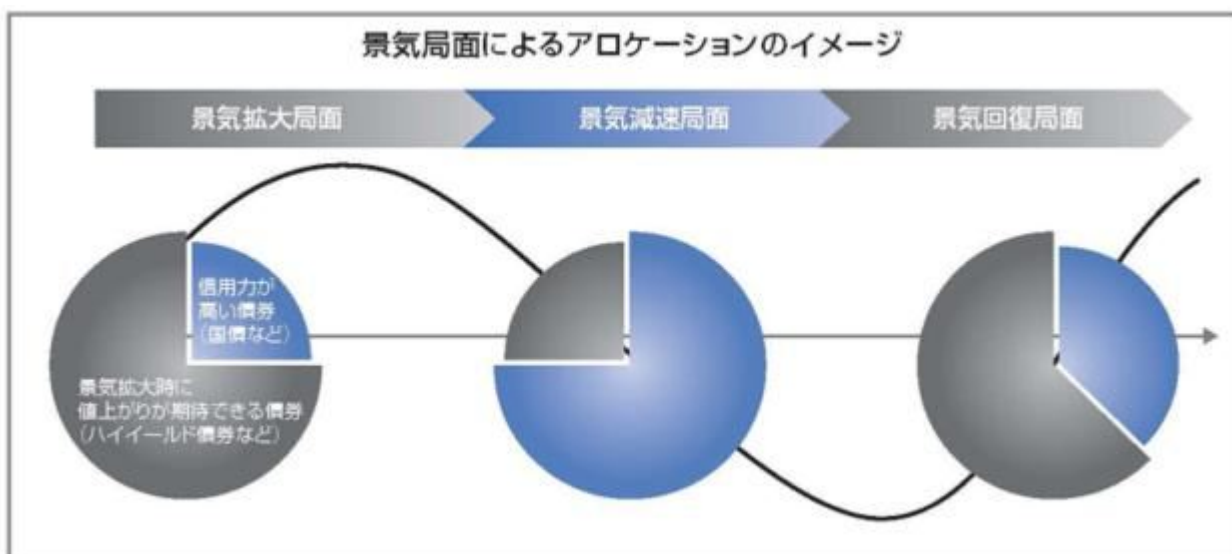 景気局面によるアロケーションのイメージ
景気拡大局面
景気減速局面
景気回復局面
信用力が
高い債券
(国債など)
景気拡大時に
値上がりが期待できる債券
(ハイイールド債券など)